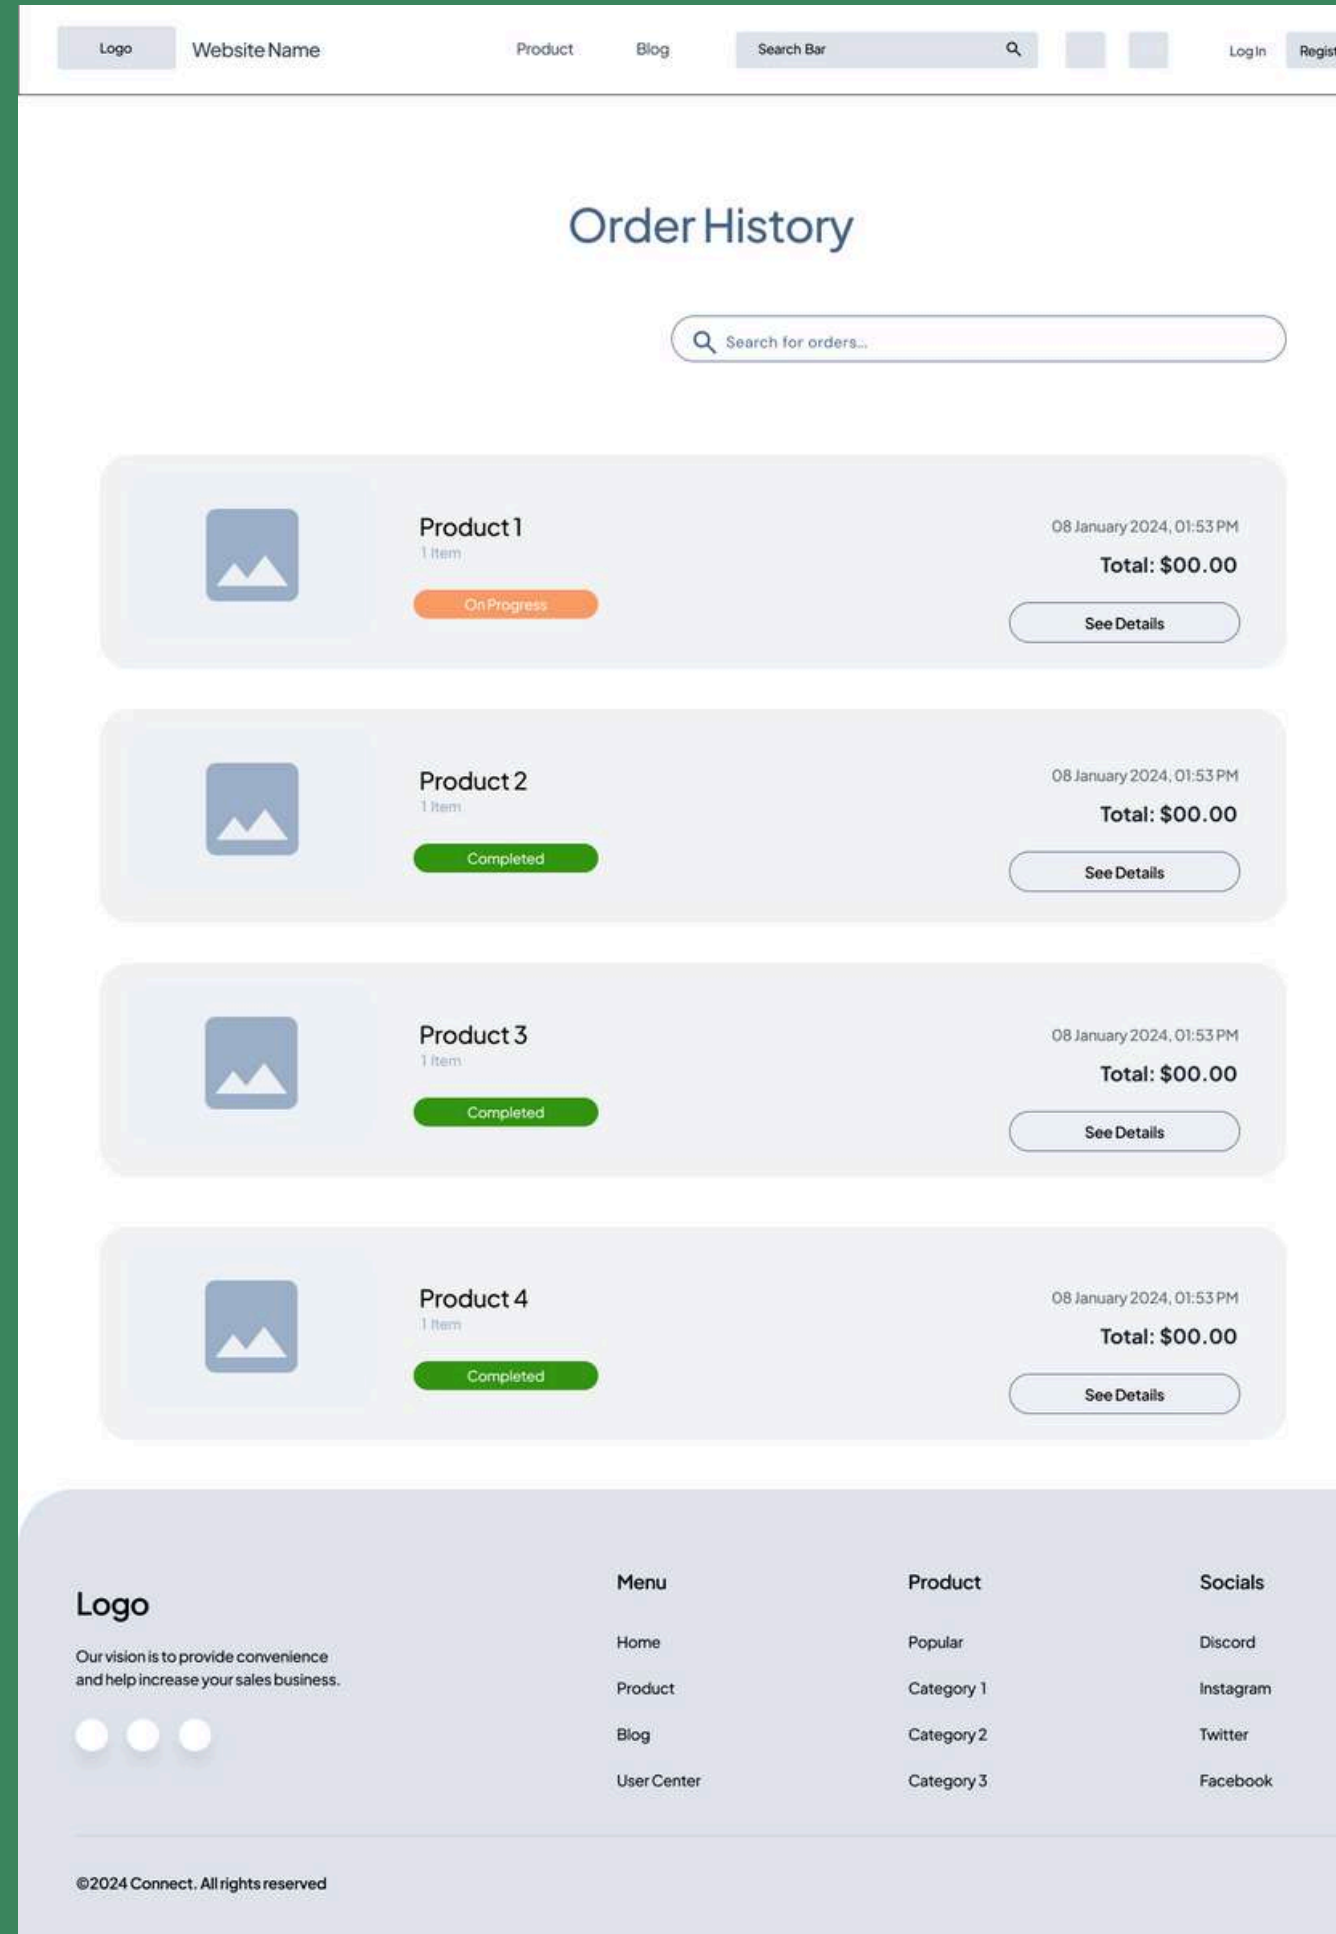 Logo
Website Name
Product
Blog
Search Bar
Log In
Regist
Order History
Search for orders...
Product 1
1 Item
On Progress
08 January 2024, 01:53 PM
Total: $00.00
See Details
Product 2
1 Item
Completed
08 January 2024, 01:53 PM
Total: $00.00
See Details
Product 3
1 Item
Completed
08 January 2024, 01:53 PM
Total: $00.00
See Details
Product 4
1 Item
Completed
08 January 2024, 01:53 PM
Total: $00.00
See Details
Logo
Our vision is to provide convenience
and help increase your sales business.
Menu
Home
Product
Blog
User Center
Product
Popular
Category 1
Category 2
Category 3
Socials
Discord
Instagram
Twitter
Facebook
©2024 Connect. All rights reserved